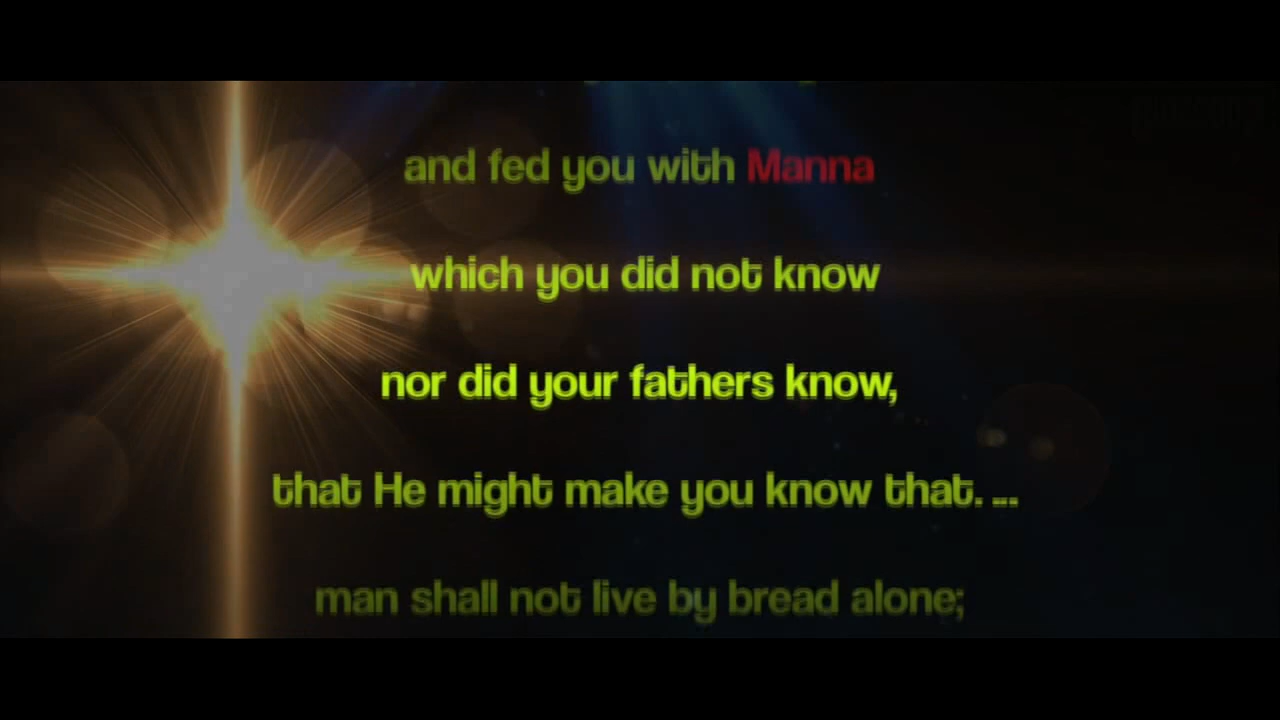 and fed you with Manna
which you did not know
nor did your fathers know,
that He might make you know that. ...
man shall not live by bread alone;